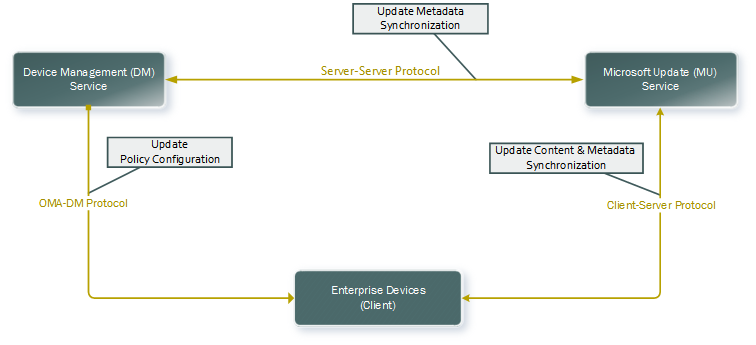 Update Metadata
Synchronization
Device Management (DM)
Service
Server-Server Protocol
Microsoft Update (MU)
Service
Update
Policy Configuration
Update Content & Metadata
Synchronization
OMA-DM Protocol
Client-Server Protocol
Enterprise Devices
(Client)